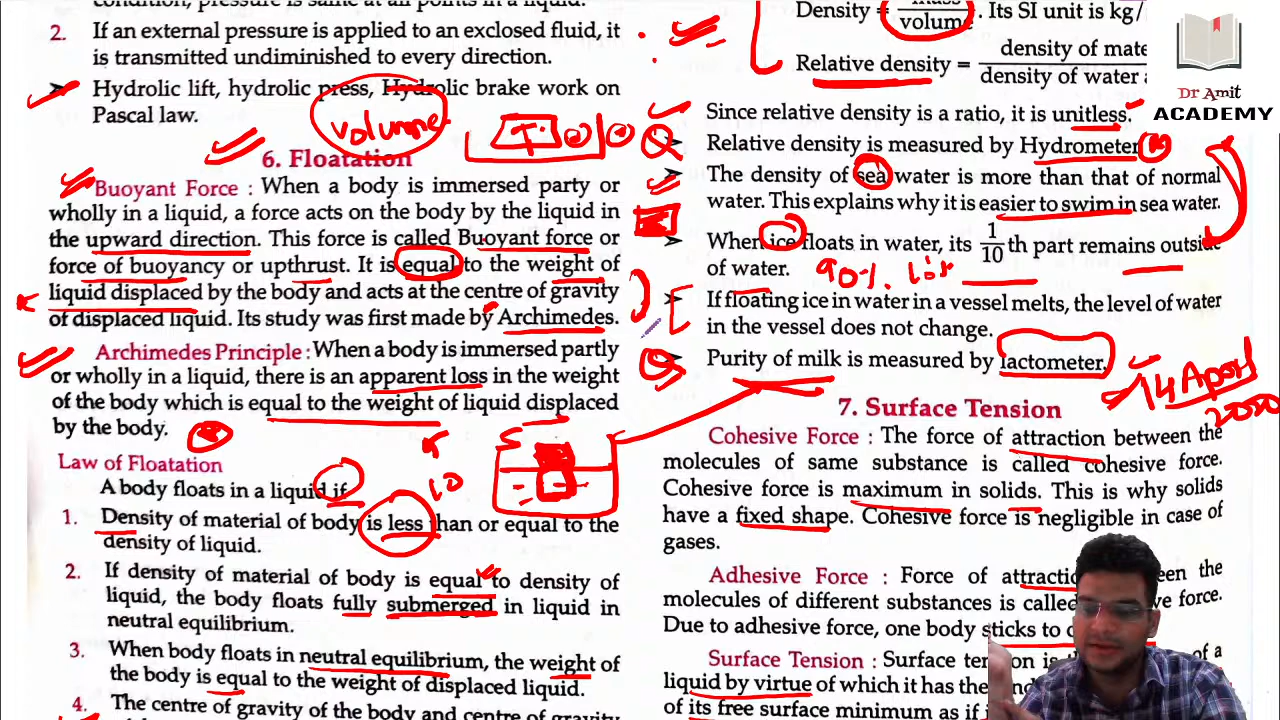 condition, pressure is same at all points in a liquid.
2. If an external pressure is applied to an exclosed fluid, it
is transmitted undiminished to every direction.
➤ Hydrolic lift, hydrolic press, Hydrolic brake work on
Pascal law.
volume
6. Floatation
Buoyant Force : When a body is immersed party or
wholly in a liquid, a force acts on the body by the liquid in
the upward direction. This force is called Buoyant force or
force of buoyancy or upthrust. It is equal to the weight of
liquid displaced by the body and acts at the centre of gravity
of displaced liquid. Its study was first made by Archimedes.
Archimedes Principle : When a body is immersed partly
or wholly in a liquid, there is an apparent loss in the weight
of the body which is equal to the weight of liquid displaced
by the body.
Law of Floatation
A body floats in a liquid if
10
1. Density of material of body is less than or equal to the
density of liquid.
2. If density of material of body is equal to density of
liquid, the body floats fully submerged in liquid in
neutral equilibrium.
3. When body floats in neutral equilibrium, the weight of
the body is equal to the weight of displaced liquid.
4. The centre of gravity of the body and centre of gravity
Density = mass / volume . Its SI unit is kg/
Relative density = density of mate / density of water
Since relative density is a ratio, it is unitless.
➤ Relative density is measured by Hydrometer
➤ The density of sea water is more than that of normal
water. This explains why it is easier to swim in sea water.
➤ When ice floats in water, its 1/10 th part remains outside
of water.
90% 10%
➤ If floating ice in water in a vessel melts, the level of water
in the vessel does not change.
➤ Purity of milk is measured by lactometer.
14 April
2020
7. Surface Tension
Cohesive Force : The force of attraction between the
molecules of same substance is called cohesive force.
Cohesive force is maximum in solids. This is why solids
have a fixed shape. Cohesive force is negligible in case of
gases.
Adhesive Force : Force of attracti een the
molecules of different substances is called ve force.
Due to adhesive force, one body sticks to
Surface Tension : Surface ten of a
liquid by virtue of which it has the
of its free surface minimum as if
Dr Amit
ACADEMY